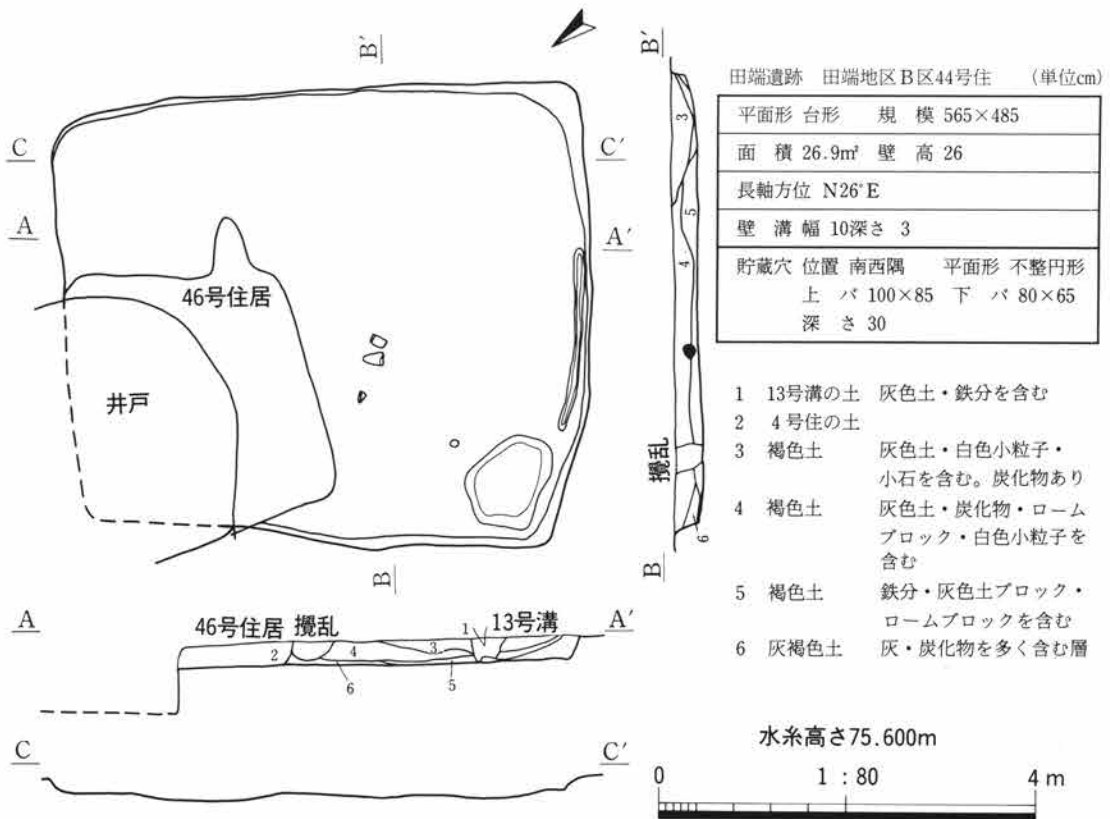 B′
B′
田端遺跡　田端地区B区44号住　（単位cm）
平面形 台形　規　模 565×485
面　積 26.9㎡　壁　高 26
長軸方位 N26°E
壁　溝 幅 10深さ 3
貯蔵穴 位置 南西隅　平面形 不整円形
上　バ 100×85　下　バ 80×65
深　さ 30
C
C′
A
A′
46号住居
井戸
B
3
5
4
攪乱
6
B
1　13号溝の土　灰色土・鉄分を含む
2　4号住の土
3　褐色土　灰色土・白色小粒子・
小石を含む。炭化物あり
4　褐色土　灰色土・炭化物・ローム
ブロック・白色小粒子を
含む
5　褐色土　鉄分・灰色土ブロック・
ロームブロックを含む
6　灰褐色土　灰・炭化物を多く含む層
A
46号住居 攪乱
1
13号溝
A′
2
4
3
6
5
C
C′
水糸高さ75.600m
0　1：80　4m